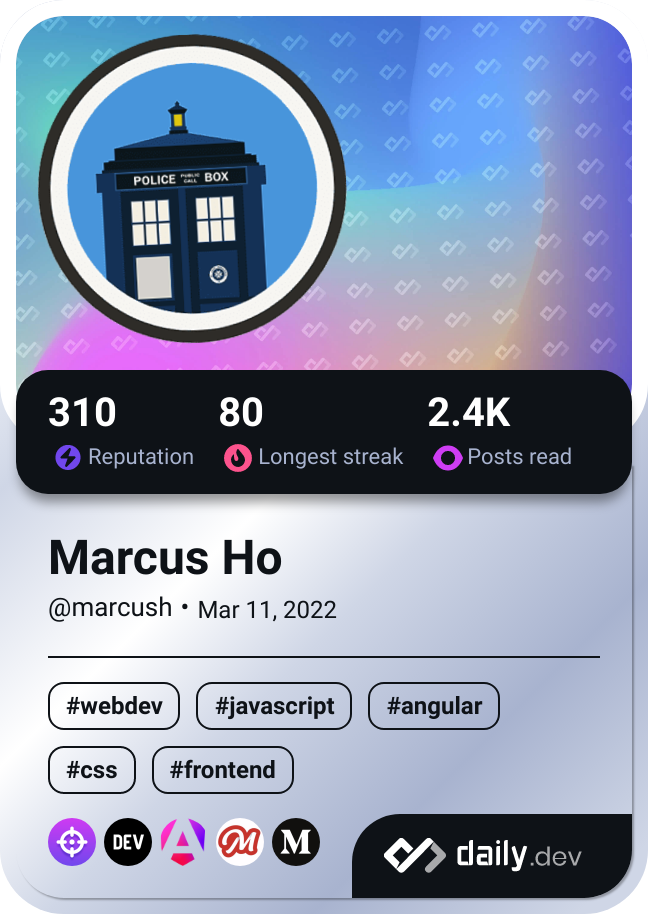 POLICE PUBLIC CALL BOX
310 80 2.4K
Reputation Longest streak Posts read
Marcus Ho
@marcush • Mar 11, 2022
#webdev #javascript #angular
#css #frontend
DEV A M M
daily.dev